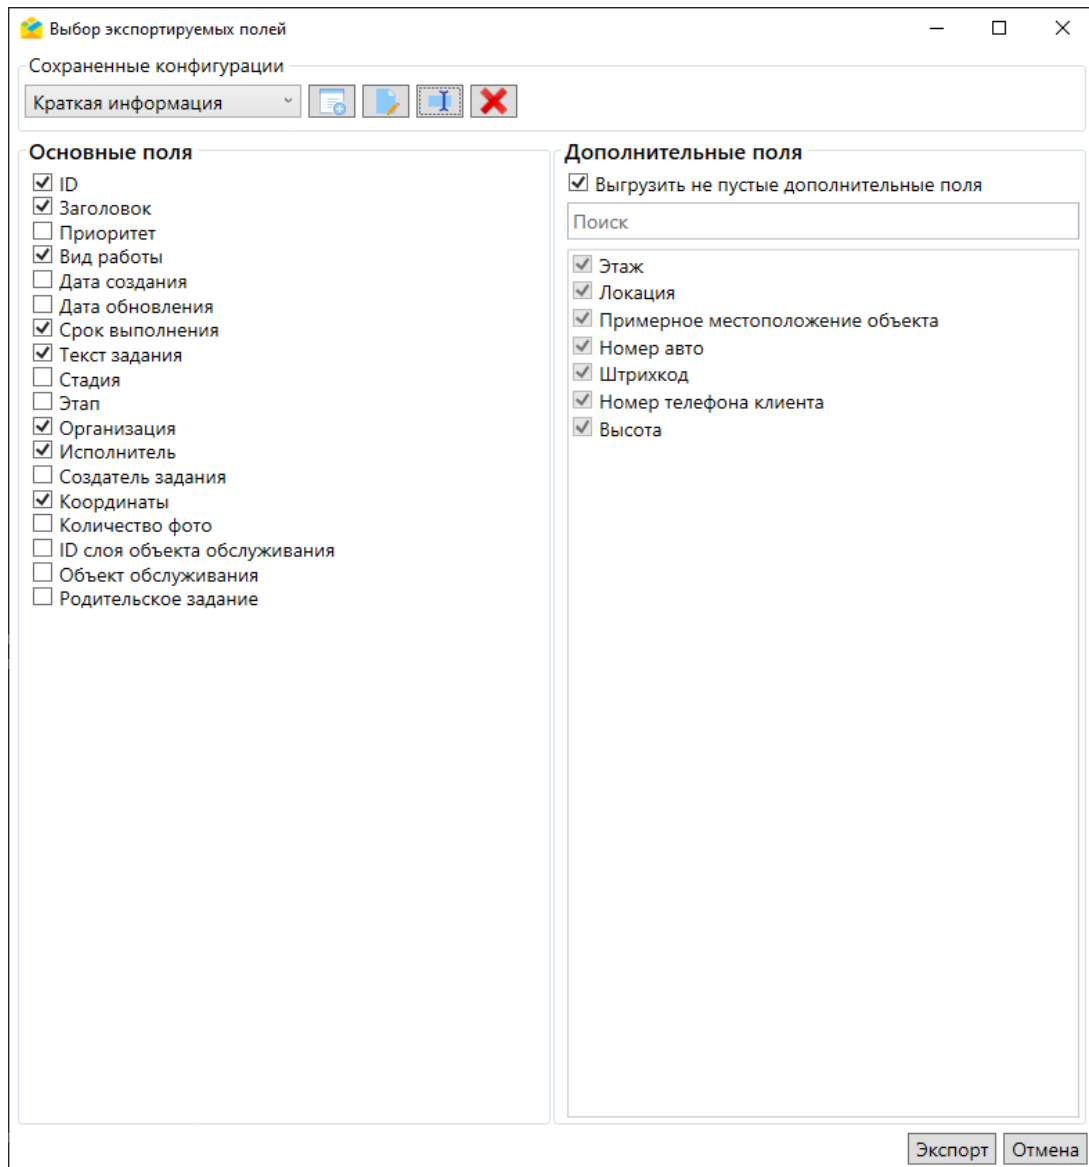 Выбор экспортируемых полей
Сохраненные конфигурации
Краткая информация
Основные поля
ID
Заголовок
Приоритет
Вид работы
Дата создания
Дата обновления
Срок выполнения
Текст задания
Стадия
Этап
Организация
Исполнитель
Создатель задания
Координаты
Количество фото
ID слоя объекта обслуживания
Объект обслуживания
Родительское задание
Дополнительные поля
Выгрузить не пустые дополнительные поля
Поиск
Этаж
Локация
Примерное местоположение объекта
Номер авто
Штрихкод
Номер телефона клиента
Высота
Экспорт
Отмена